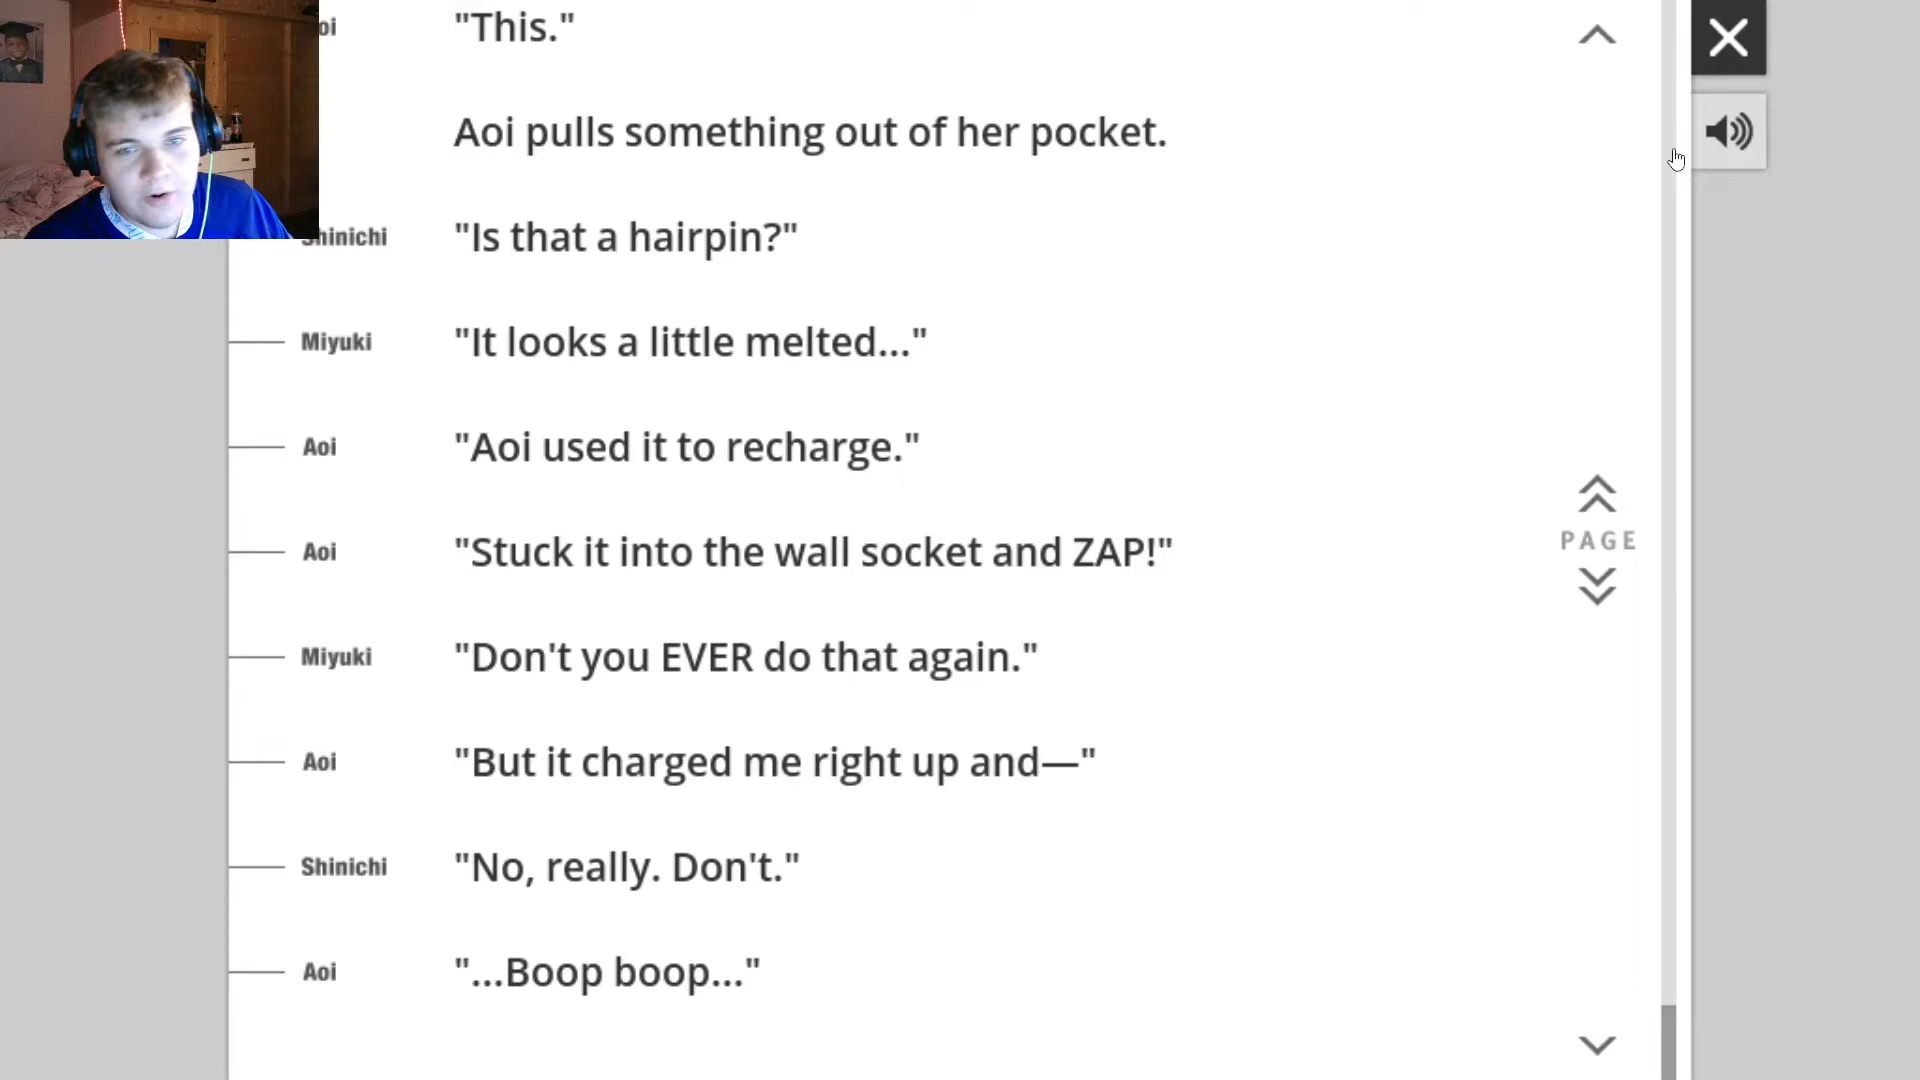 oi "This."
Aoi pulls something out of her pocket.
Shinichi "Is that a hairpin?"
Miyuki "It looks a little melted..."
Aoi "Aoi used it to recharge."
Aoi "Stuck it into the wall socket and ZAP!"
PAGE
Miyuki "Don't you EVER do that again."
Aoi "But it charged me right up and—"
Shinichi "No, really. Don't."
Aoi "...Boop boop..."